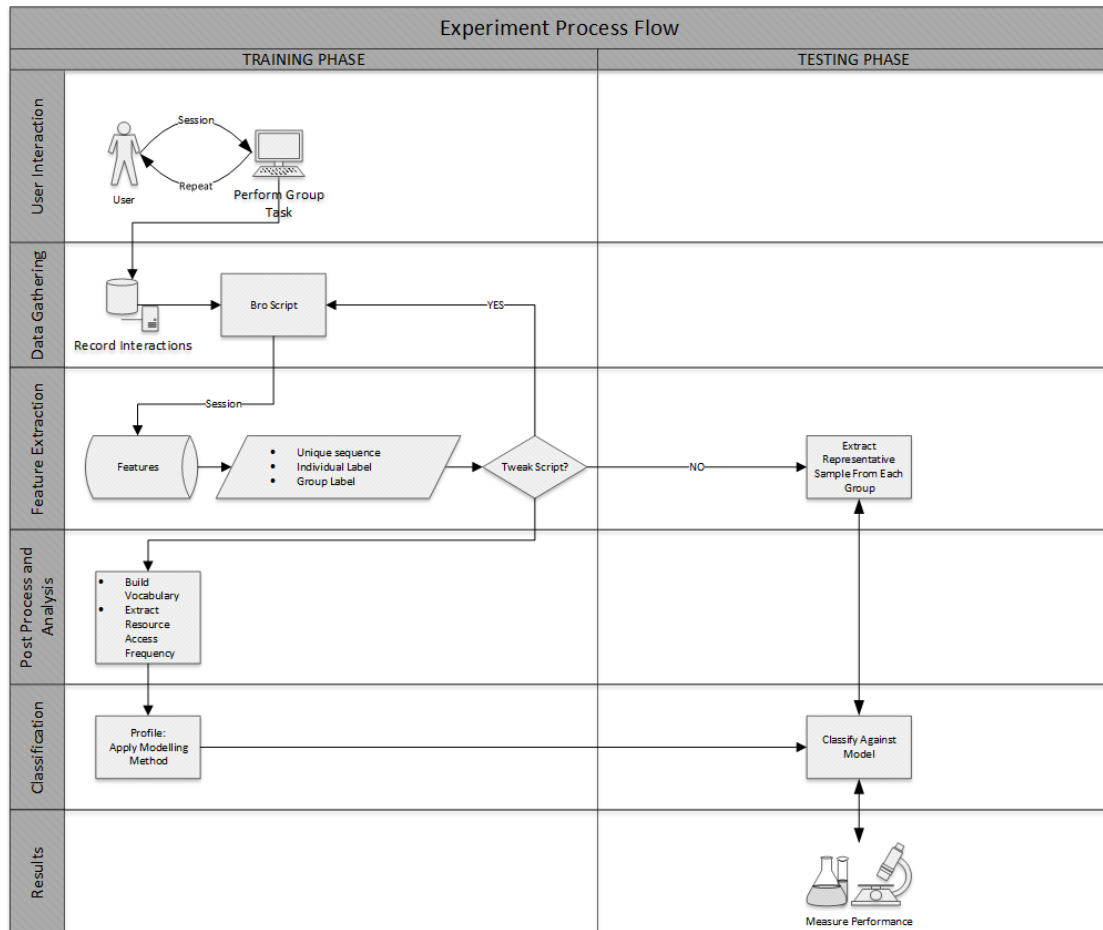 Experiment Process Flow
TRAINING PHASE
TESTING PHASE
User Interaction
Session
Repeat
User
Perform Group
Task
Data Gathering
Record Interactions
Bro Script
YES
Feature Extraction
Session
Features
• Unique sequence
• Individual Label
• Group Label
Tweak Script?
NO
Extract
Representative
Sample From Each
Group
Post Process and
Analysis
• Build
Vocabulary
• Extract
Resource
Access
Frequency
Classification
Profile:
Apply Modelling
Method
Classify Against
Model
Results
Measure Performance